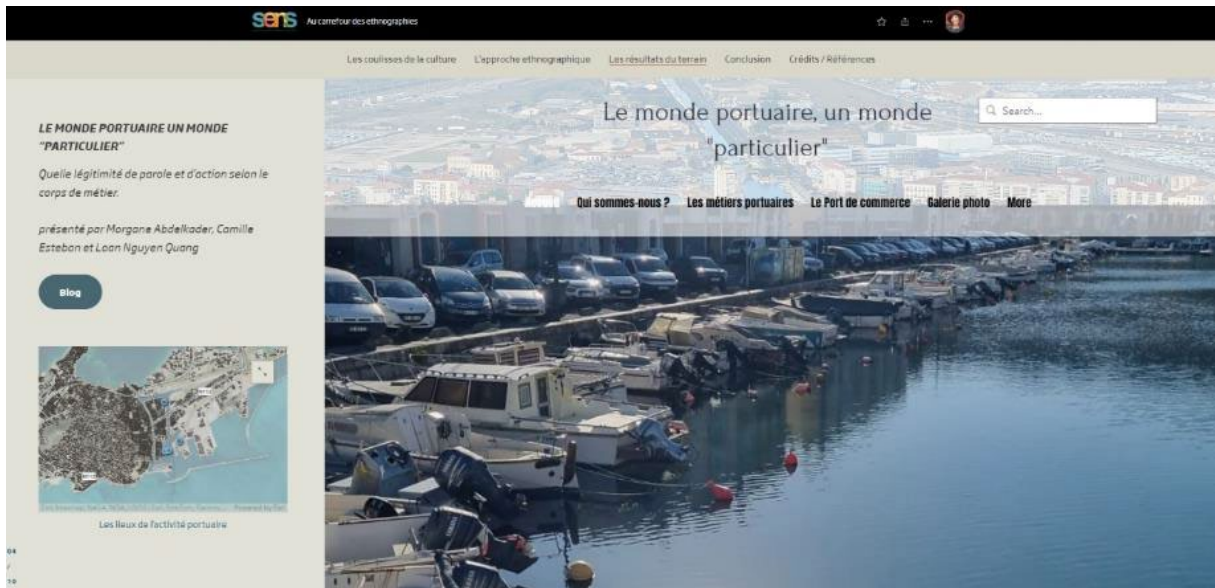 sens Au carrefour des ethnographies
Les coulisses de la culture L'approche ethnographique Les résultats du terrain Conclusion Crédits / Références
LE MONDE PORTUAIRE UN MONDE
"PARTICULIER"
Quelle légitimité de parole et d'action selon le
corps de métier.
présenté par Morgane Abdelkader, Camille
Esteban et Loan Nguyen Quang
Blog
Les lieux de l'activité portuaire
04
/
10
Le monde portuaire, un monde
"particulier"
Search...
Qui sommes-nous ? Les métiers portuaires Le Port de commerce Galerie photo More